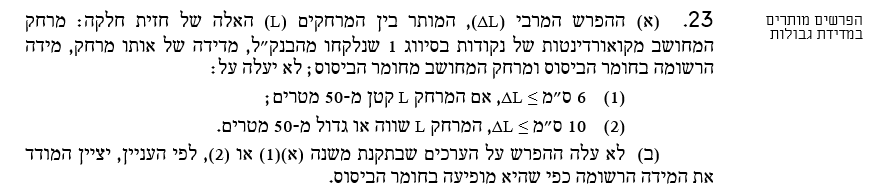 הפרשים מותרים
במדידת גבולות
23. (א) ההפרש המרבי (ΔL), המותר בין המרחקים (L) האלה של חזית חלקה: מרחק
המחושב מקואורדינטות של נקודות בסיווג 1 שנלקחו מהבנק״ל, מדידה של אותו מרחק, מידה
הרשומה בחומר הביסוס ומרחק המחושב מחומר הביסוס; לא יעלה על:
(1) 6 ס״מ ≥ ΔL, אם המרחק L קטן מ-50 מטרים;
(2) 10 ס״מ ≥ ΔL, המרחק L שווה או גדול מ-50 מטרים.
(ב) לא עלה ההפרש על הערכים שבתקנת משנה (א)(1) או (2), לפי העניין, יציין המודד
את המידה הרשומה כפי שהיא מופיעה בחומר הביסוס.